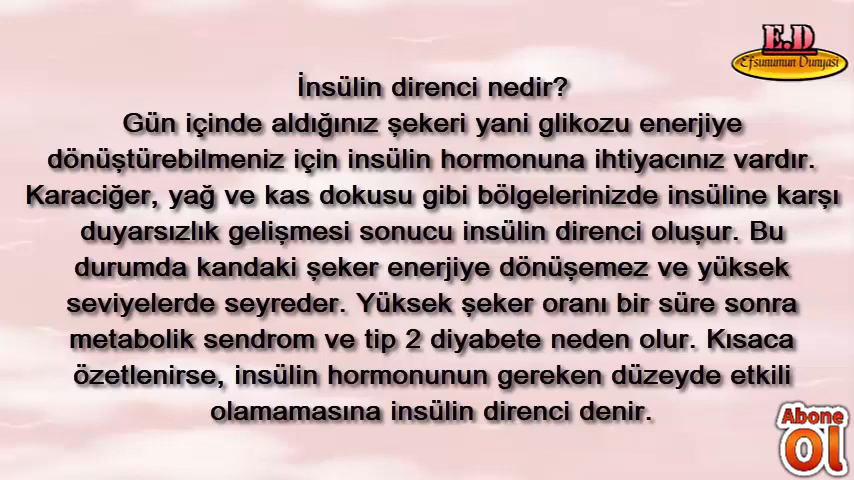 E.D
Efsununun Dünyası
İnsülin direnci nedir?
Gün içinde aldığınız şekeri yani glikozu enerjiye
dönüştürebilmeniz için insülin hormonuna ihtiyacınız vardır.
Karaciğer, yağ ve kas dokusu gibi bölgelerinizde insüline karşı
duyarsızlık gelişmesi sonucu insülin direnci oluşur. Bu
durumda kandaki şeker enerjiye dönüşemez ve yüksek
seviyelerde seyreder. Yüksek şeker oranı bir süre sonra
metabolik sendrom ve tip 2 diyabete neden olur. Kısaca
özetlenirse, insülin hormonunun gereken düzeyde etkili
olamamasına insülin direnci denir.
Abone
ol